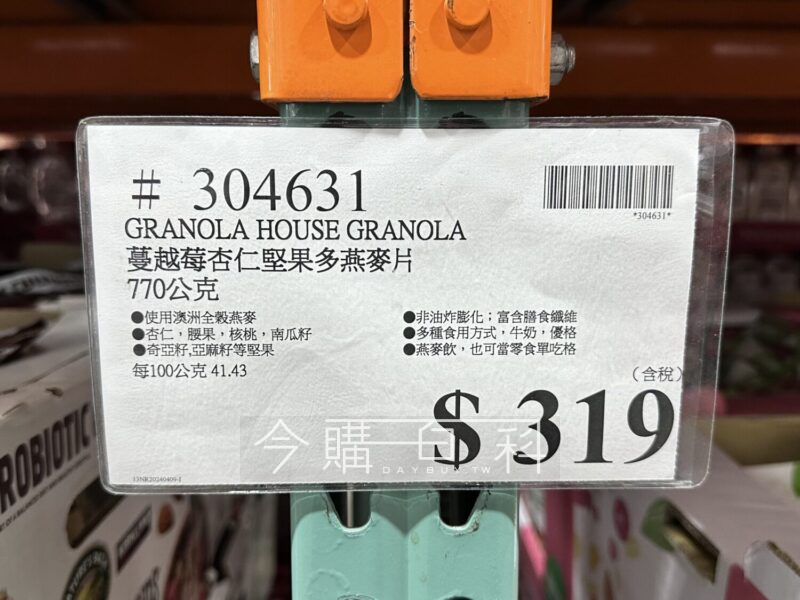 # 304631
*304631*
GRANOLA HOUSE GRANOLA
蔓越莓杏仁堅果多燕麥片
770公克
●使用澳洲全穀燕麥
●杏仁，腰果，核桃，南瓜籽
●奇亞籽,亞麻籽等堅果
每100公克 41.43
●非油炸膨化；富含膳食纖維
●多種食用方式，牛奶，優格
●燕麥飲，也可當零食單吃格
（含稅）
$ 319
今購百科
DAYBUY.TW
13NR20240409-1
ROBIOTIC